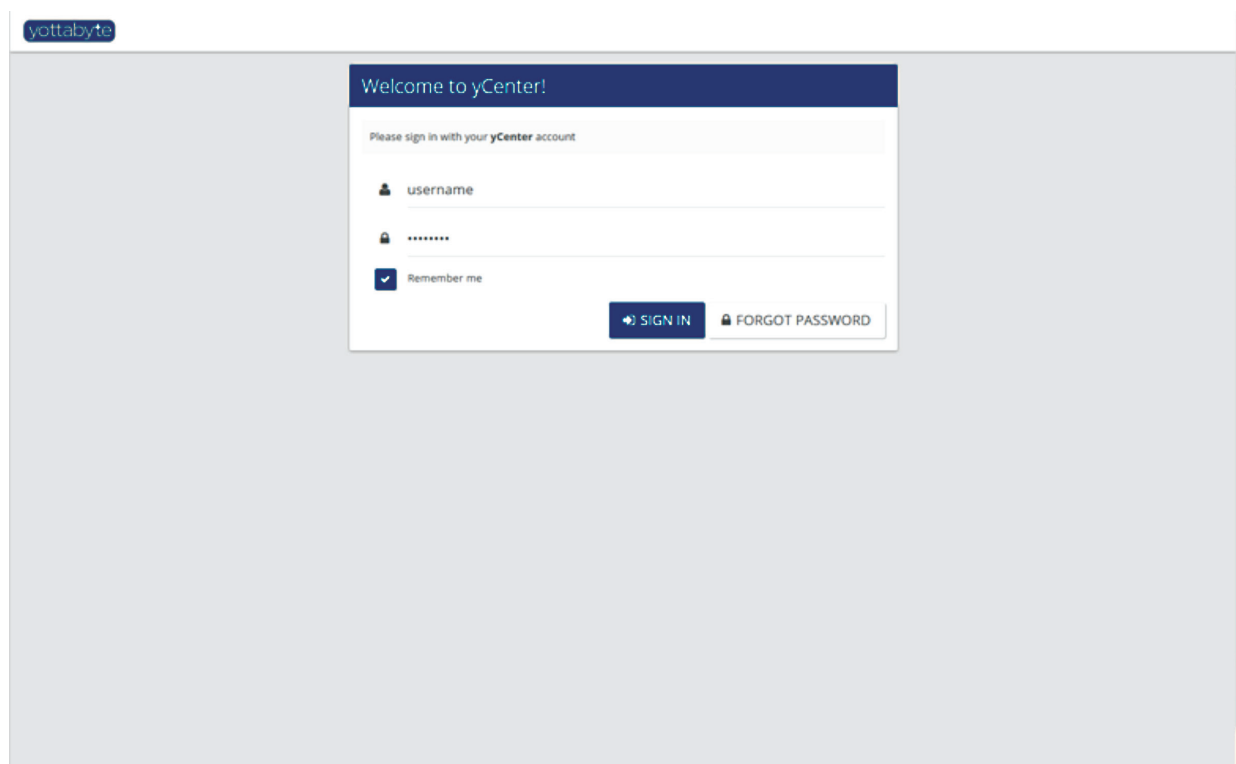 yottabyte
Welcome to yCenter!
Please sign in with your yCenter account
username
••••••••
Remember me
SIGN IN FORGOT PASSWORD